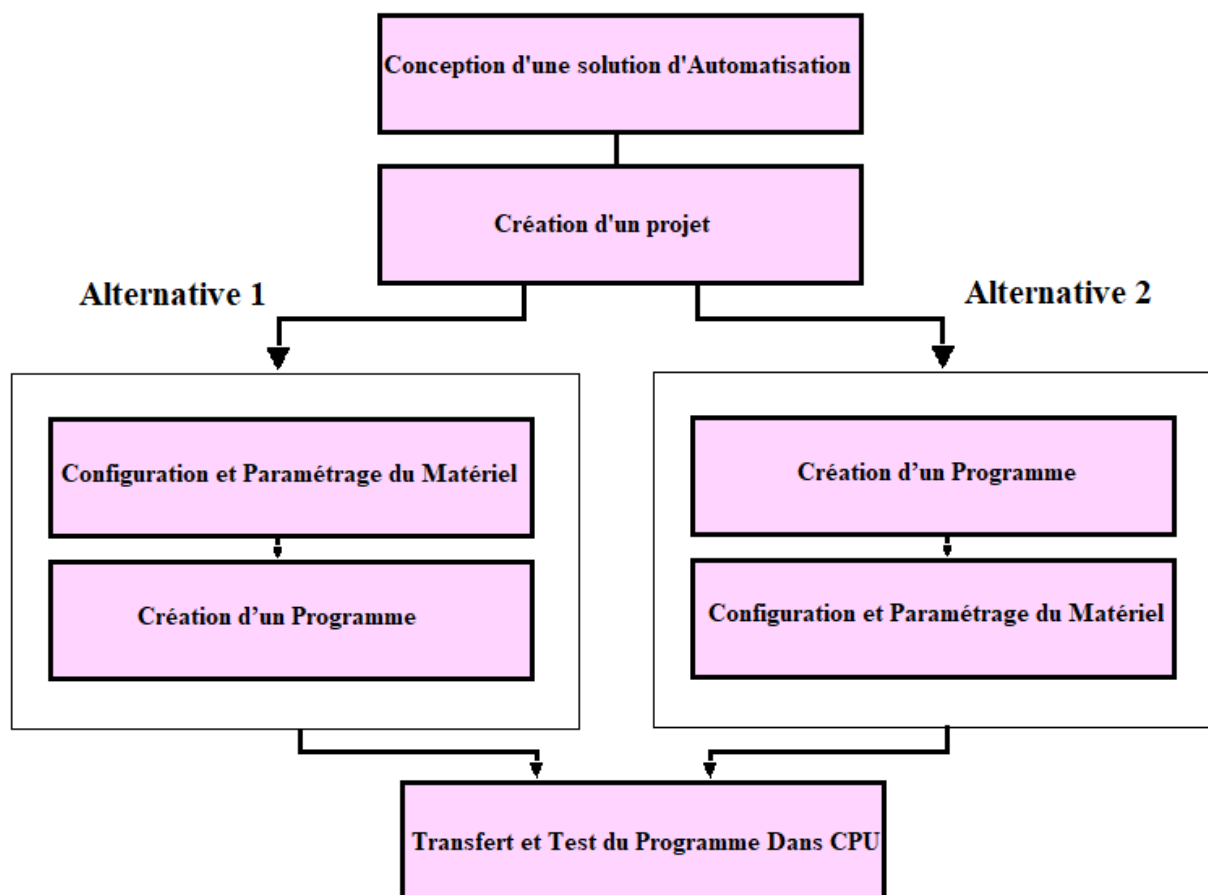 Conception d'une solution d'Automatisation
Création d'un projet
Alternative 1
Alternative 2
Configuration et Paramétrage du Matériel
Création d’un Programme
Création d’un Programme
Configuration et Paramétrage du Matériel
Transfert et Test du Programme Dans CPU